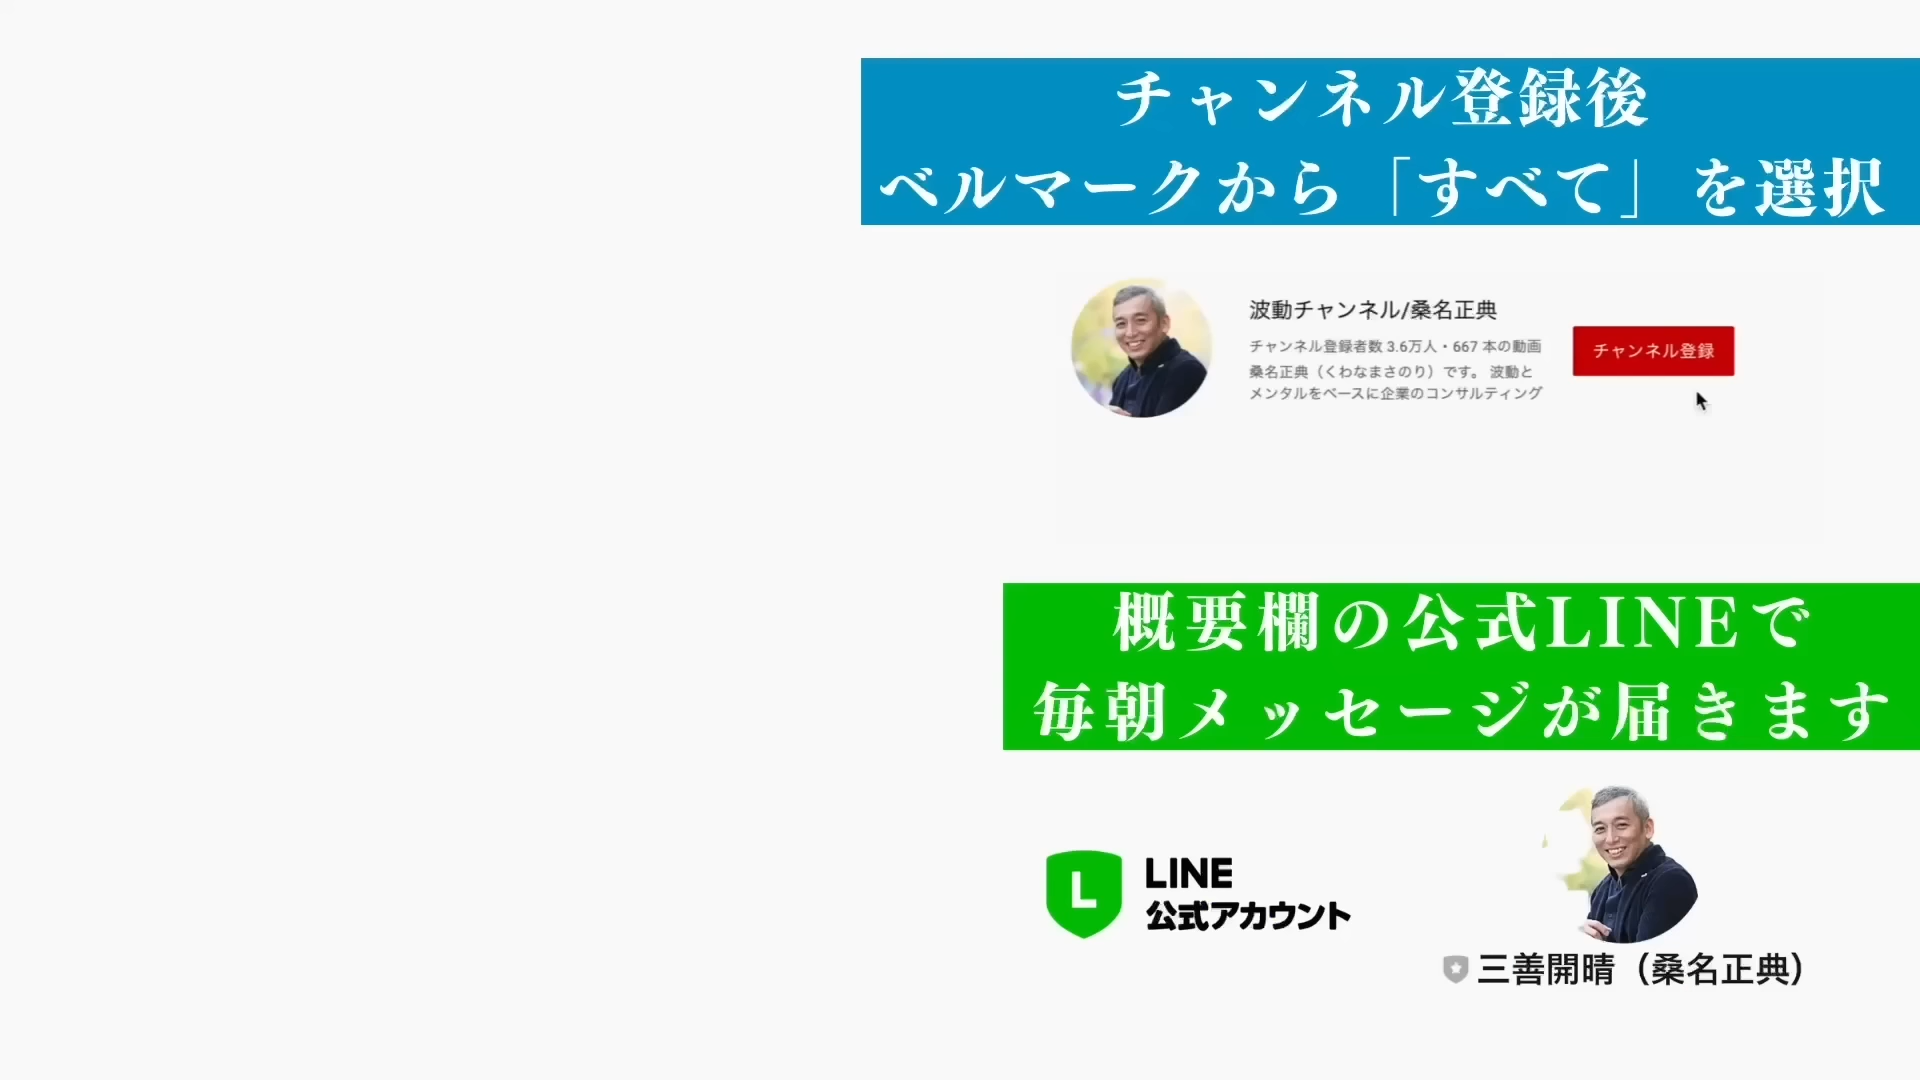 チャンネル登録後
ベルマークから「すべて」を選択
波動チャンネル/桑名正典
チャンネル登録者数 3.6万人・667 本の動画
桑名正典（くわなまさのり）です。 波動と
メンタルをベースに企業のコンサルティング
チャンネル登録
概要欄の公式LINEで
毎朝メッセージが届きます
L
LINE
公式アカウント
三善開晴（桑名正典）